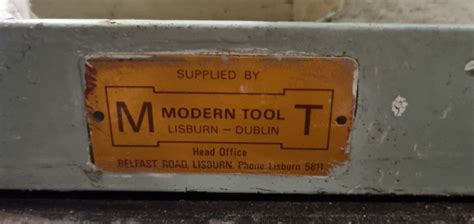 SUPPLIED BY
M MODERN TOOL T
LISBURN – DUBLIN
Head Office
BELFAST ROAD, LISBURN. Phone: Lisburn 5811